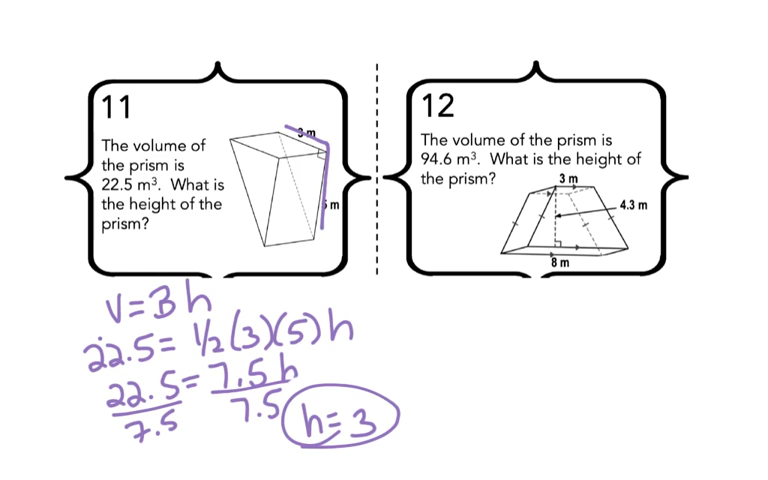 11
The volume of
the prism is
22.5 m³. What is
the height of the
prism?
3 m
m
12
The volume of the prism is
94.6 m³. What is the height of
the prism?
3 m
4.3 m
8 m
V=Bh
22.5= 1/2(3)(5)h
22.5=7.5h
7.5 7.5
h=3